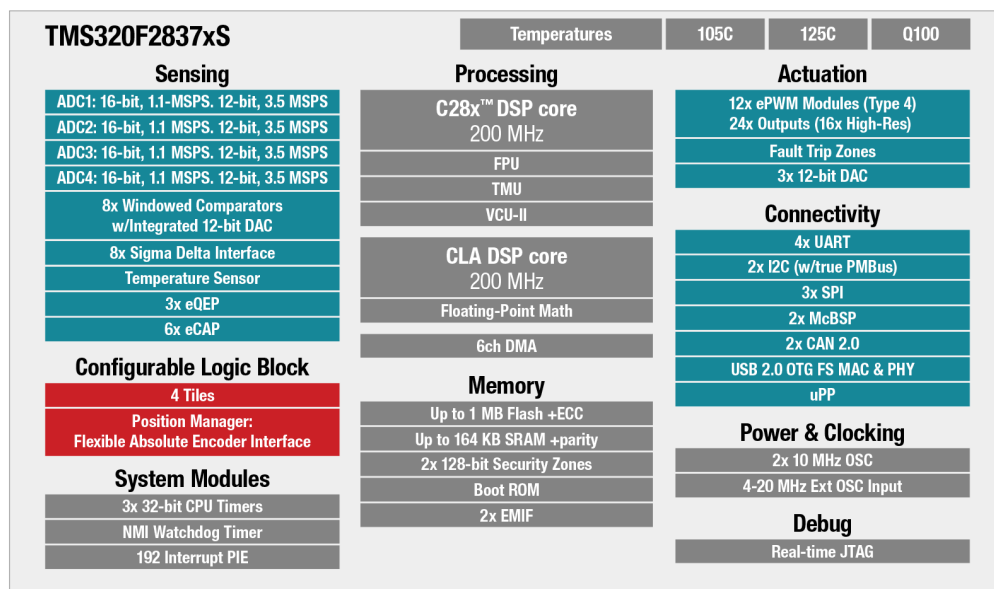 TMS320F2837xS
Temperatures
105C
125C
Q100
Sensing
ADC1: 16-bit, 1.1-MSPS. 12-bit, 3.5 MSPS
ADC2: 16-bit, 1.1 MSPS. 12-bit, 3.5 MSPS
ADC3: 16-bit, 1.1 MSPS. 12-bit, 3.5 MSPS
ADC4: 16-bit, 1.1 MSPS. 12-bit, 3.5 MSPS
8x Windowed Comparators
w/Integrated 12-bit DAC
8x Sigma Delta Interface
Temperature Sensor
3x eQEP
6x eCAP
Configurable Logic Block
4 Tiles
Position Manager:
Flexible Absolute Encoder Interface
System Modules
3x 32-bit CPU Timers
NMI Watchdog Timer
192 Interrupt PIE
Processing
C28x™ DSP core
200 MHz
FPU
TMU
VCU-II
CLA DSP core
200 MHz
Floating-Point Math
6ch DMA
Memory
Up to 1 MB Flash +ECC
Up to 164 KB SRAM +parity
2x 128-bit Security Zones
Boot ROM
2x EMIF
Actuation
12x ePWM Modules (Type 4)
24x Outputs (16x High-Res)
Fault Trip Zones
3x 12-bit DAC
Connectivity
4x UART
2x I2C (w/true PMBus)
3x SPI
2x McBSP
2x CAN 2.0
USB 2.0 OTG FS MAC & PHY
uPP
Power & Clocking
2x 10 MHz OSC
4-20 MHz Ext OSC Input
Debug
Real-time JTAG